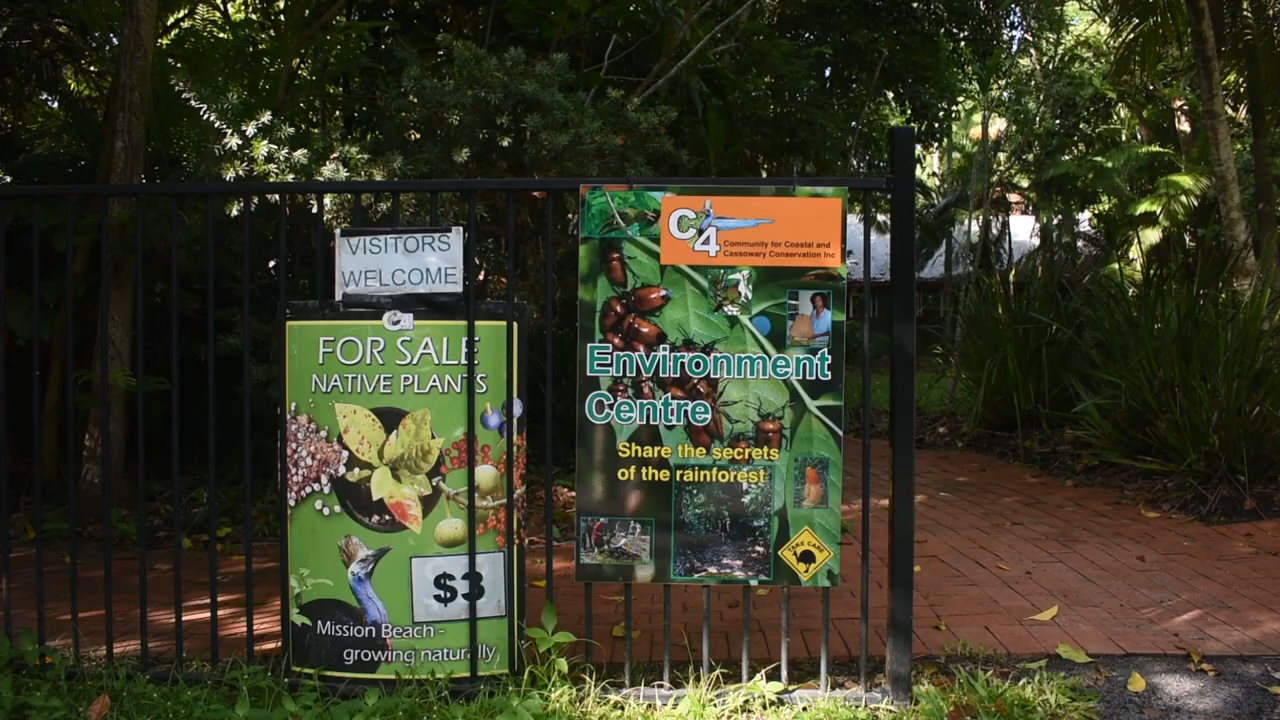 VISITORS
WELCOME
C4
FOR SALE
NATIVE PLANTS
$3
Mission Beach -
growing naturally
C4
Community for Coastal and
Cassowary Conservation Inc
Environment
Centre
Share the secrets
of the rainforest
TAKE CARE